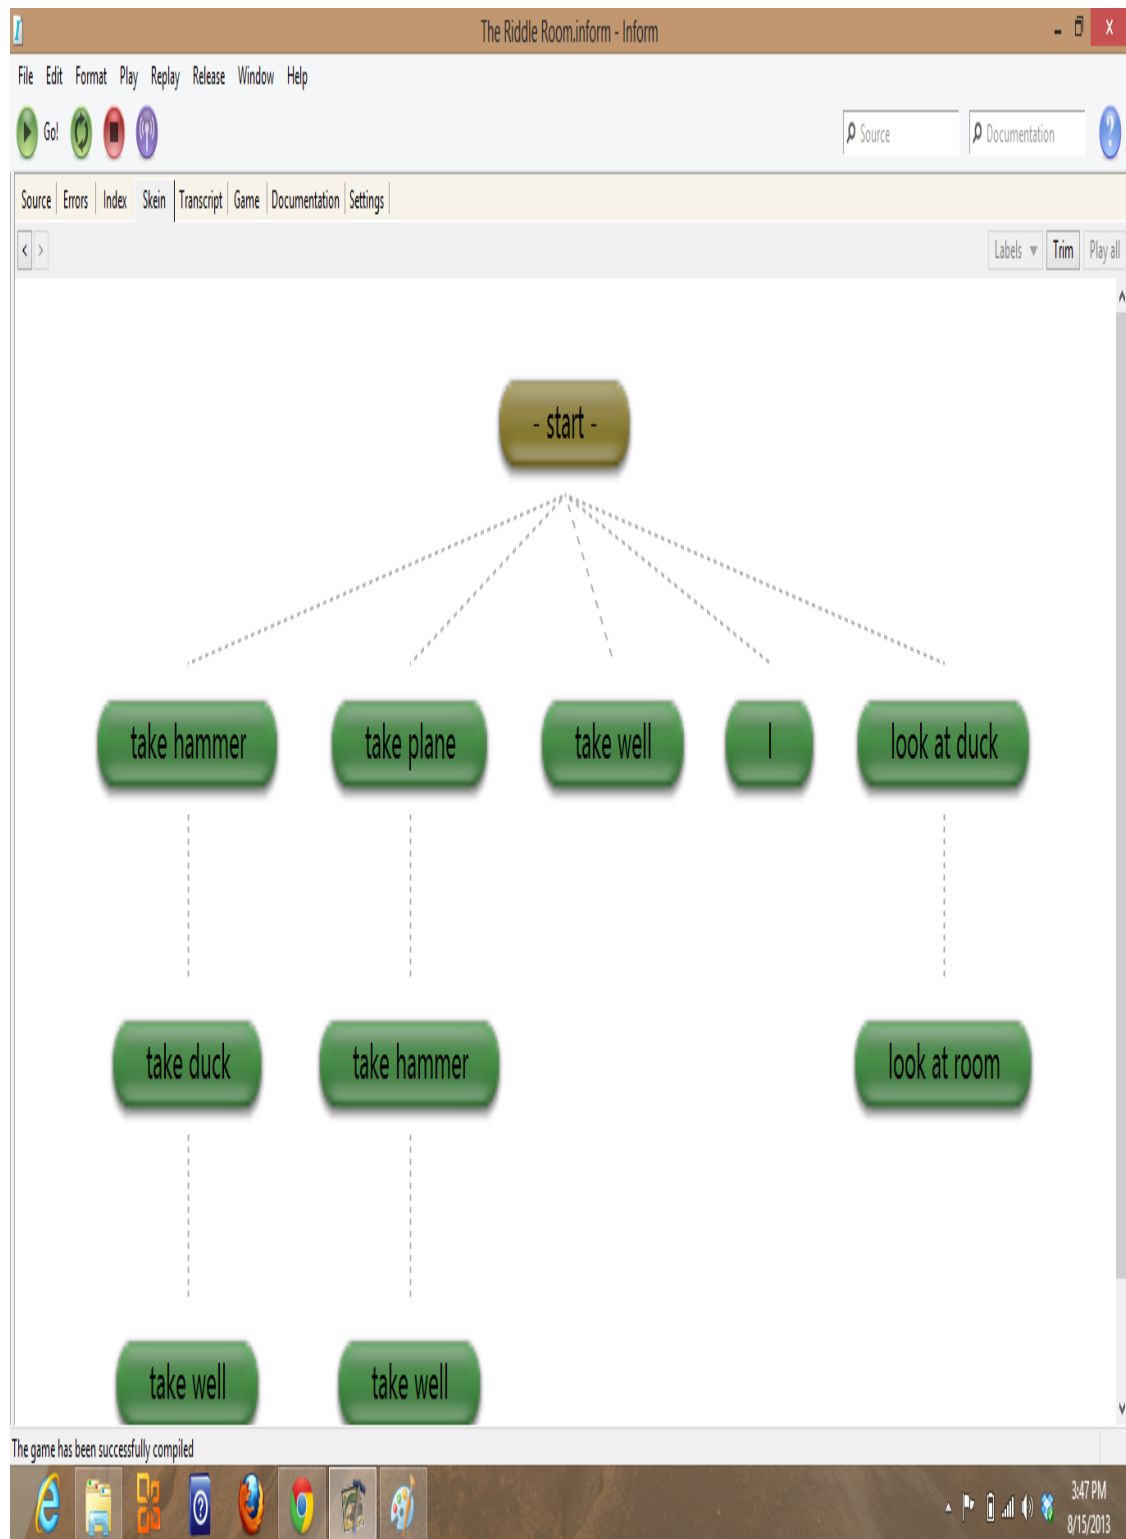 The Riddle Room.inform - Inform
File Edit Format Play Replay Release Window Help
Go! Source Documentation
Source Errors Index Skein Transcript Game Documentation Settings
< > Labels Trim Play all
- start -
take hammer take plane take well l look at duck
take duck take hammer look at room
take well take well
The game has been successfully compiled
3:47 PM
8/15/2013